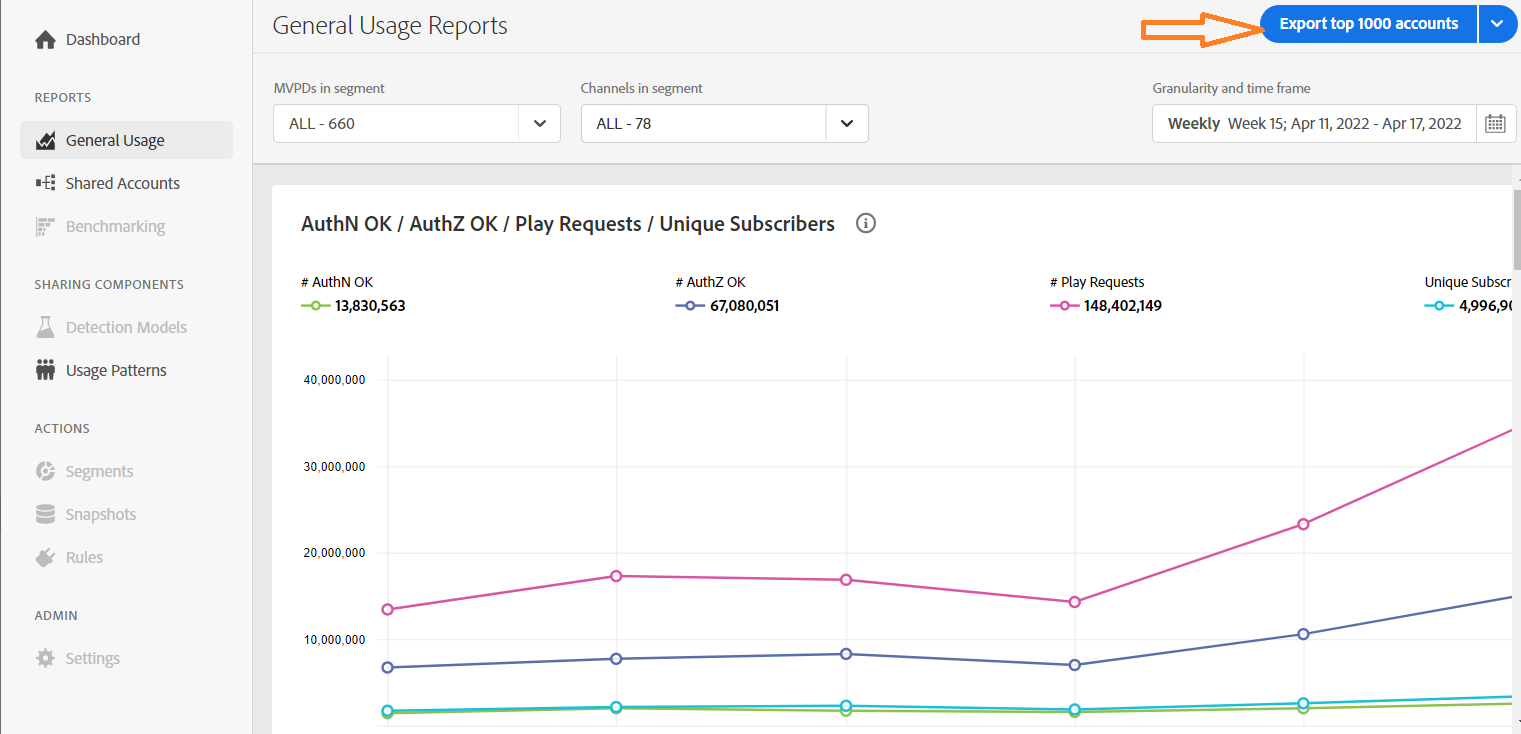 Dashboard
REPORTS
General Usage
Shared Accounts
Benchmarking
SHARING COMPONENTS
Detection Models
Usage Patterns
ACTIONS
Segments
Snapshots
Rules
ADMIN
Settings
General Usage Reports
Export top 1000 accounts
MVPDs in segment
ALL - 660
Channels in segment
ALL - 78
Granularity and time frame
Weekly Week 15; Apr 11, 2022 - Apr 17, 2022
AuthN OK / AuthZ OK / Play Requests / Unique Subscribers
# AuthN OK
13,830,563
# AuthZ OK
67,080,051
# Play Requests
148,402,149
Unique Subscr
4,996,90
40,000,000
30,000,000
20,000,000
10,000,000